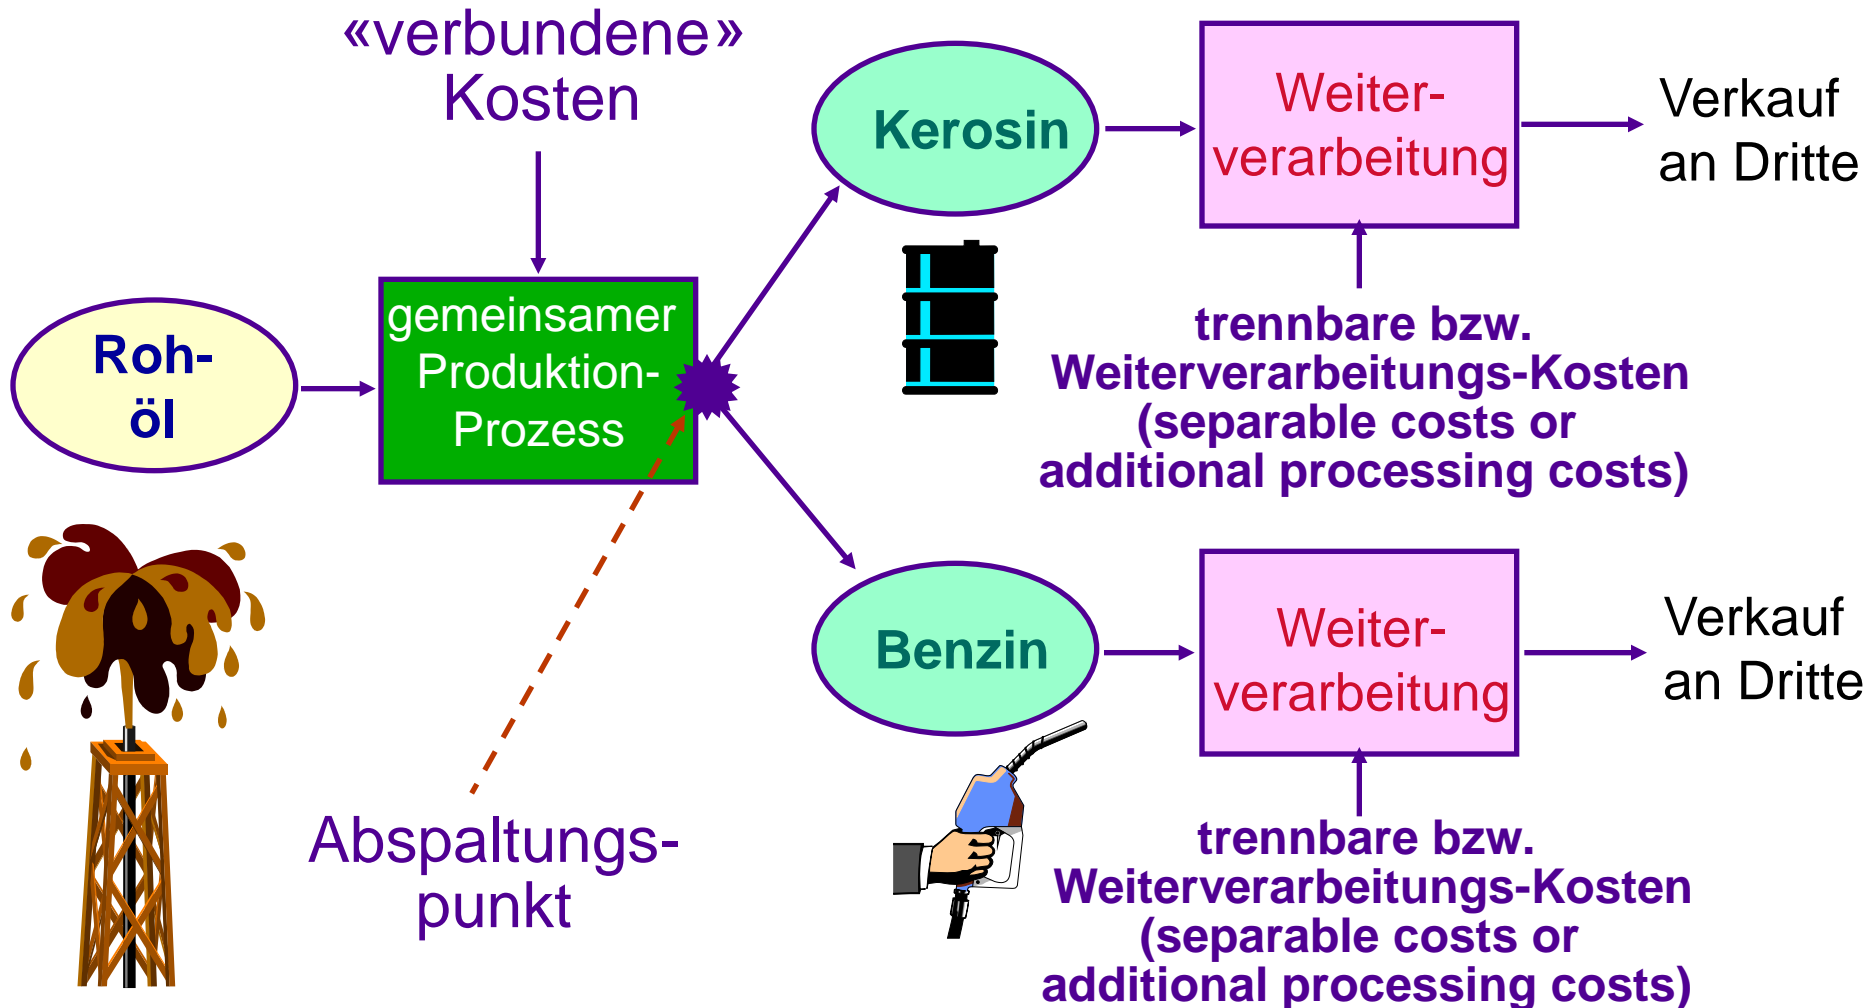 «verbundene»
Kosten
Roh-
öl
gemeinsamer
Produktion-
Prozess
Abspaltungs-
punkt
Kerosin
Weiter-
verarbeitung
Verkauf
an Dritte
trennbare bzw.
Weiterverarbeitungs-Kosten
(separable costs or
additional processing costs)
Benzin
Weiter-
verarbeitung
Verkauf
an Dritte
trennbare bzw.
Weiterverarbeitungs-Kosten
(separable costs or
additional processing costs)